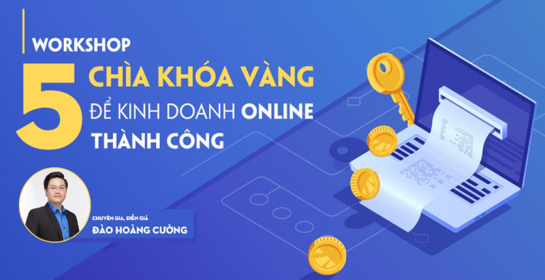 WORKSHOP
5 CHÌA KHÓA VÀNG
ĐỂ KINH DOANH ONLINE
THÀNH CÔNG
CHUYÊN GIA, DIỄN GIẢ
ĐÀO HOÀNG CƯỜNG